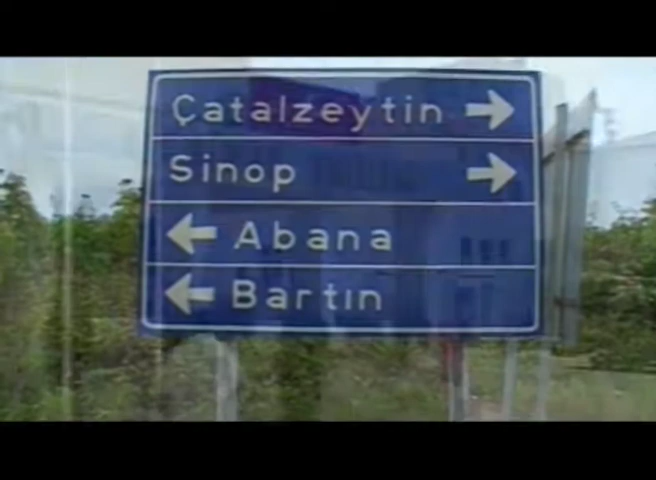 Çatalzeytin →
Sinop →
← Abana
← Bartın